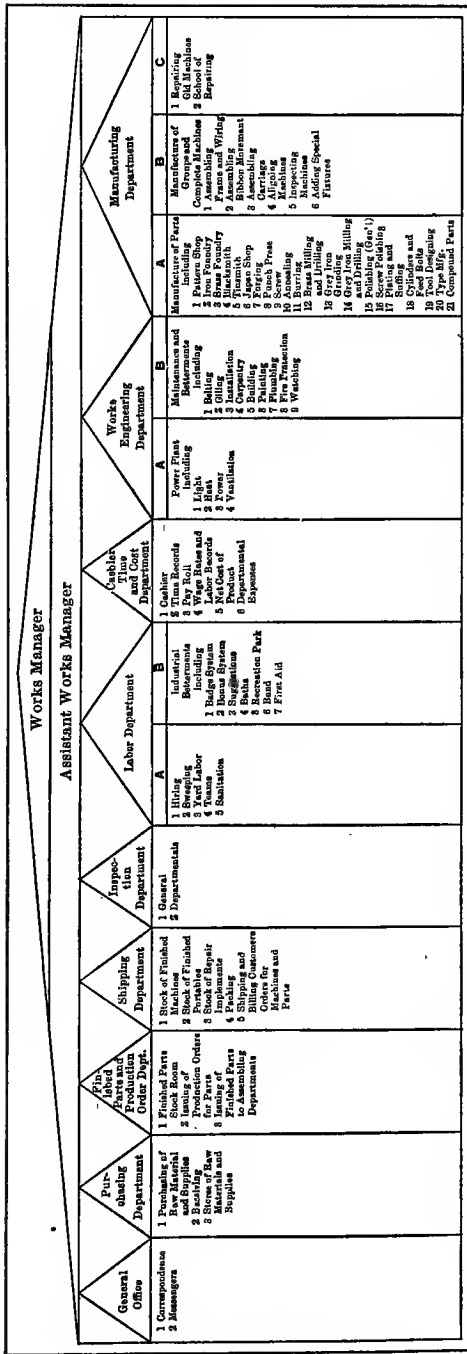 Works Manager
Assistant Works Manager
General
Office
1 Correspondence
2 Messengers
Pur-
chasing
Department
1 Purchasing of
Raw Material
and Supplies
2 Receiving
3 Stores of Raw
Materials and
Supplies
Fin-
ished
Parts and
Production
Order Dept.
1 Finished Parts
Stock Room
2 Issuing of
Production Orders
for Parts
3 Issuing of
Finished Parts
to Assembling
Departments
Shipping
Department
1 Stock of Finished
Machines
2 Stock of Finished
Portables
3 Stock of Repair
Implements
4 Packing
5 Shipping and
Billing Customers
Orders for
Machines and
Parts
Inspec-
tion
Department
1 General
2 Departmentals
Labor Department
A
1 Hiring
2 Sweeping
3 Yard Labor
4 Teams
5 Sanitation
B
Industrial
Betterments
Including
1 Badge System
2 Bonus System
3 Suggestions
4 Baths
5 Recreation Park
6 Band
7 First Aid
Cashier
Time
and Cost
Department
1 Cashier
2 Time Records
3 Pay Roll
4 Wage Rates and
Labor Records
5 Net Cost of
Product
6 Departmental
Expenses
Works
Engineering
Department
A
Power Plant
Including
1 Light
2 Heat
3 Power
4 Ventilation
B
Maintenance and
Betterments
Including
1 Belting
2 Oiling
3 Installation
4 Carpentry
5 Building
6 Painting
7 Plumbing
8 Fire Protection
9 Watching
Manufacturing
Department
A
Manufacture of Parts
Including
1 Pattern Shop
2 Iron Foundry
3 Brass Foundry
4 Blacksmith
5 Tinsmith
6 Japan Shop
7 Forging
8 Punch Press
9 Screw
10 Annealing
11 Burring
12 Brass Milling
and Drilling
13 Grey Iron
Grinding
14 Grey Iron Milling
and Drilling
15 Polishing (Gen'l)
16 Screw Polishing
17 Plating and
Buffing
18 Cylinders and
Feed Bolts
19 Tool Designing
20 Type Mfg.
21 Compound Parts
B
Manufacture of
Groups and
Complete Machines
1 Assembling
Frame and Wiring
2 Assembling
Ribbon Movement
3 Assembling
Carriage
4 Aligning
Machines
5 Inspecting
Machines
6 Adding Special
Fixtures
C
1 Repairing
Old Machines
2 School of
Repairing